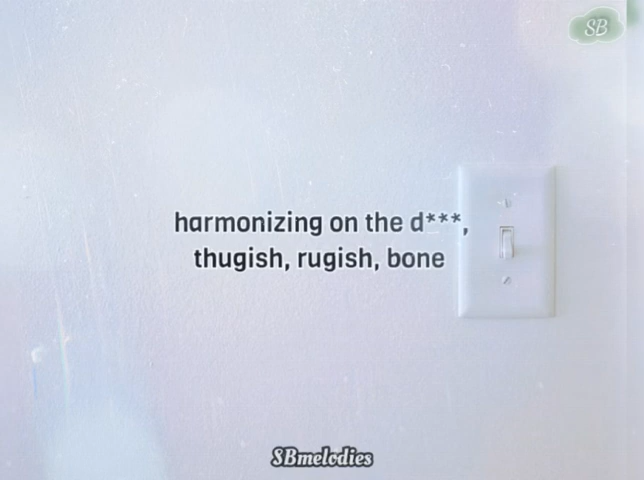 SB
harmonizing on the d***,
thugish, rugish, bone
SBmelodies